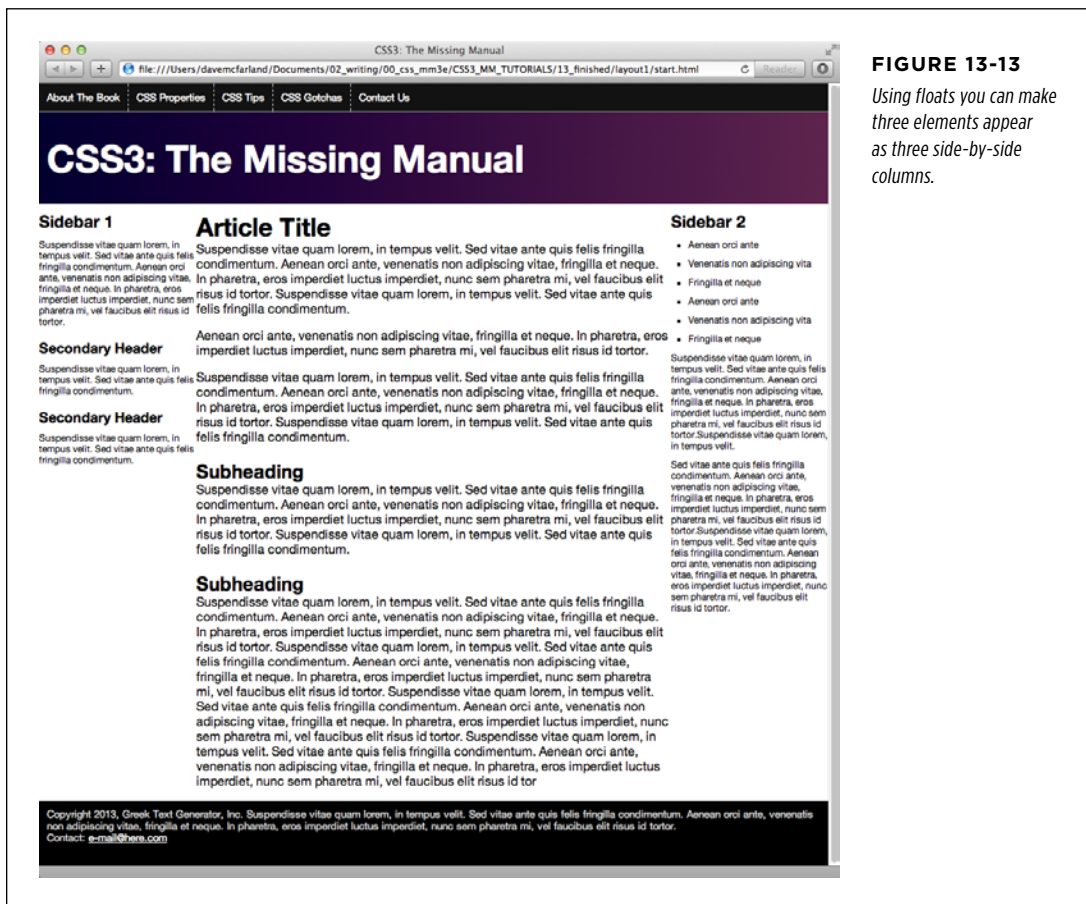 CSS3: The Missing Manual
file:///Users/davemcfarland/Documents/02_writing/00_css_mm3e/CSS3_MM_TUTORIALS/13_finished/layout1/start.html
Reader
About The Book
CSS Properties
CSS Tips
CSS Gotchas
Contact Us
CSS3: The Missing Manual
Sidebar 1
Suspendisse vitae quam lorem, in
tempus velit. Sed vitae ante quis felis
fringilla condimentum. Aenean orci
ante, venenatis non adipiscing vitae,
fringilla et neque. In pharetra, eros
imperdiet luctus imperdiet, nunc sem
pharetra mi, vel faucibus elit risus id
tortor.
Secondary Header
Suspendisse vitae quam lorem, in
tempus velit. Sed vitae ante quis felis
fringilla condimentum.
Secondary Header
Suspendisse vitae quam lorem, in
tempus velit. Sed vitae ante quis felis
fringilla condimentum.
Article Title
Suspendisse vitae quam lorem, in tempus velit. Sed vitae ante quis felis fringilla
condimentum. Aenean orci ante, venenatis non adipiscing vitae, fringilla et neque.
In pharetra, eros imperdiet luctus imperdiet, nunc sem pharetra mi, vel faucibus elit
risus id tortor. Suspendisse vitae quam lorem, in tempus velit. Sed vitae ante quis
felis fringilla condimentum.
Aenean orci ante, venenatis non adipiscing vitae, fringilla et neque. In pharetra, eros
imperdiet luctus imperdiet, nunc sem pharetra mi, vel faucibus elit risus id tortor.
Suspendisse vitae quam lorem, in tempus velit. Sed vitae ante quis felis fringilla
condimentum. Aenean orci ante, venenatis non adipiscing vitae, fringilla et neque.
In pharetra, eros imperdiet luctus imperdiet, nunc sem pharetra mi, vel faucibus elit
risus id tortor. Suspendisse vitae quam lorem, in tempus velit. Sed vitae ante quis
felis fringilla condimentum.
Subheading
Suspendisse vitae quam lorem, in tempus velit. Sed vitae ante quis felis fringilla
condimentum. Aenean orci ante, venenatis non adipiscing vitae, fringilla et neque.
In pharetra, eros imperdiet luctus imperdiet, nunc sem pharetra mi, vel faucibus elit
risus id tortor. Suspendisse vitae quam lorem, in tempus velit. Sed vitae ante quis
felis fringilla condimentum.
Subheading
Suspendisse vitae quam lorem, in tempus velit. Sed vitae ante quis felis fringilla
condimentum. Aenean orci ante, venenatis non adipiscing vitae, fringilla et neque.
In pharetra, eros imperdiet luctus imperdiet, nunc sem pharetra mi, vel faucibus elit
risus id tortor. Suspendisse vitae quam lorem, in tempus velit. Sed vitae ante quis
felis fringilla condimentum. Aenean orci ante, venenatis non adipiscing vitae,
fringilla et neque. In pharetra, eros imperdiet luctus imperdiet, nunc sem pharetra
mi, vel faucibus elit risus id tortor. Suspendisse vitae quam lorem, in tempus velit.
Sed vitae ante quis felis fringilla condimentum. Aenean orci ante, venenatis non
adipiscing vitae, fringilla et neque. In pharetra, eros imperdiet luctus imperdiet, nunc
sem pharetra mi, vel faucibus elit risus id tortor. Suspendisse vitae quam lorem, in
tempus velit. Sed vitae ante quis felis fringilla condimentum. Aenean orci ante,
venenatis non adipiscing vitae, fringilla et neque. In pharetra, eros imperdiet luctus
imperdiet, nunc sem pharetra mi, vel faucibus elit risus id tor
Sidebar 2
• Aenean orci ante
• Venenatis non adipiscing vita
• Fringilla et neque
• Aenean orci ante
• Venenatis non adipiscing vita
• Fringilla et neque
Suspendisse vitae quam lorem, in
tempus velit. Sed vitae ante quis felis
fringilla condimentum. Aenean orci
ante, venenatis non adipiscing vitae,
fringilla et neque. In pharetra, eros
imperdiet luctus imperdiet, nunc sem
pharetra mi, vel faucibus elit risus id
tortor.Suspendisse vitae quam lorem,
in tempus velit.
Sed vitae ante quis felis fringilla
condimentum. Aenean orci ante,
venenatis non adipiscing vitae,
fringilla et neque. In pharetra, eros
imperdiet luctus imperdiet, nunc sem
pharetra mi, vel faucibus elit risus id
tortor.Suspendisse vitae quam lorem,
in tempus velit. Sed vitae ante quis
felis fringilla condimentum. Aenean
orci ante, venenatis non adipiscing
vitae, fringilla et neque. In pharetra,
eros imperdiet luctus imperdiet, nunc
sem pharetra mi, vel faucibus elit
risus id tortor.
Copyright 2013, Greek Text Generator, Inc. Suspendisse vitae quam lorem, in tempus velit. Sed vitae ante quis felis fringilla condimentum. Aenean orci ante, venenatis
non adipiscing vitae, fringilla et neque. In pharetra, eros imperdiet luctus imperdiet, nunc sem pharetra mi, vel faucibus elit risus id tortor.
Contact: e-mail@here.com
FIGURE 13-13
Using floats you can make
three elements appear
as three side-by-side
columns.